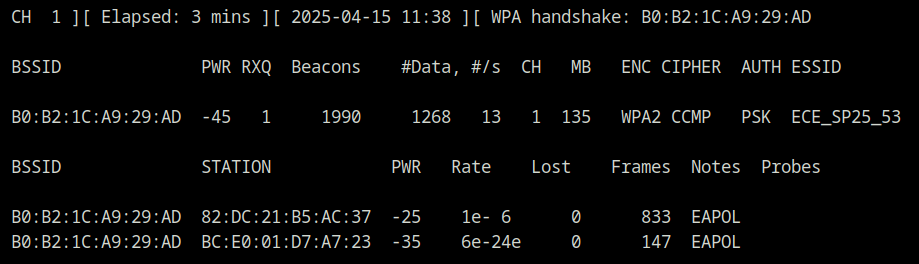 CH  1 ][ Elapsed: 3 mins ][ 2025-04-15 11:38 ][ WPA handshake: B0:B2:1C:A9:29:AD
BSSID              PWR RXQ  Beacons    #Data, #/s  CH   MB   ENC CIPHER  AUTH ESSID
B0:B2:1C:A9:29:AD  -45   1     1990     1268   13   1  135   WPA2 CCMP   PSK  ECE_SP25_53
BSSID              STATION            PWR   Rate    Lost    Frames  Notes  Probes
B0:B2:1C:A9:29:AD  82:DC:21:B5:AC:37  -25    1e- 6      0      833  EAPOL
B0:B2:1C:A9:29:AD  BC:E0:01:D7:A7:23  -35    6e-24e     0      147  EAPOL